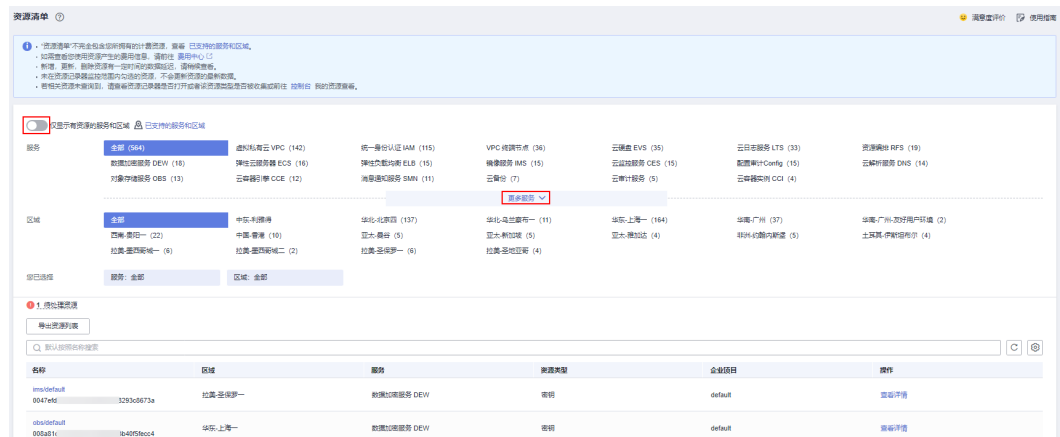 资源清单
满意度评价 使用指南
“资源清单”不完全包含您所拥有的计费资源，查看 已支持的服务和区域。
如需查看您使用资源产生的费用信息，请前往 费用中心
新增、更新、删除资源有一定时间的数据延迟，请稍候查看。
未在资源记录器监控范围内勾选的资源，不会更新资源的最新数据。
若相关资源未查询到，请查看资源记录器是否打开或者该资源类型是否被收集或前往 控制台 我的资源查看。
仅显示有资源的服务和区域 已支持的服务和区域
服务 全部 (564) 虚拟私有云 VPC (142) 统一身份认证 IAM (115) VPC 终端节点 (36) 云硬盘 EVS (35) 云日志服务 LTS (33) 资源编排 RFS (19)
数据加密服务 DEW (18) 弹性云服务器 ECS (16) 弹性负载均衡 ELB (15) 镜像服务 IMS (15) 云监控服务 CES (15) 配置审计Config (15) 云解析服务 DNS (14)
对象存储服务 OBS (13) 云容器引擎 CCE (12) 消息通知服务 SMN (11) 云备份 (7) 云审计服务 (5) 云容器实例 CCI (4)
更多服务
区域 全部 中东-利雅得 华北-北京四 (137) 华北-乌兰察布一 (11) 华东-上海一 (164) 华南-广州 (37) 华南-广州-友好用户环境 (2)
西南-贵阳一 (22) 中国-香港 (10) 亚太-曼谷 (5) 亚太-新加坡 (5) 亚太-雅加达 (4) 非洲-约翰内斯堡 (5) 土耳其-伊斯坦布尔 (4)
拉美-墨西哥城一 (6) 拉美-墨西哥城二 (2) 拉美-圣保罗一 (6) 拉美-圣地亚哥 (4)
您已选择 服务: 全部 区域: 全部
1 待处理资源
导出资源列表
默认按照名称搜索
名称 区域 服务 资源类型 企业项目 操作
ims/default
0047efd 3293c8673a 拉美-圣保罗一 数据加密服务 DEW 密钥 default 查看详情
obs/default
008a81c lb40f5fecc4 华东-上海一 数据加密服务 DEW 密钥 default 查看详情